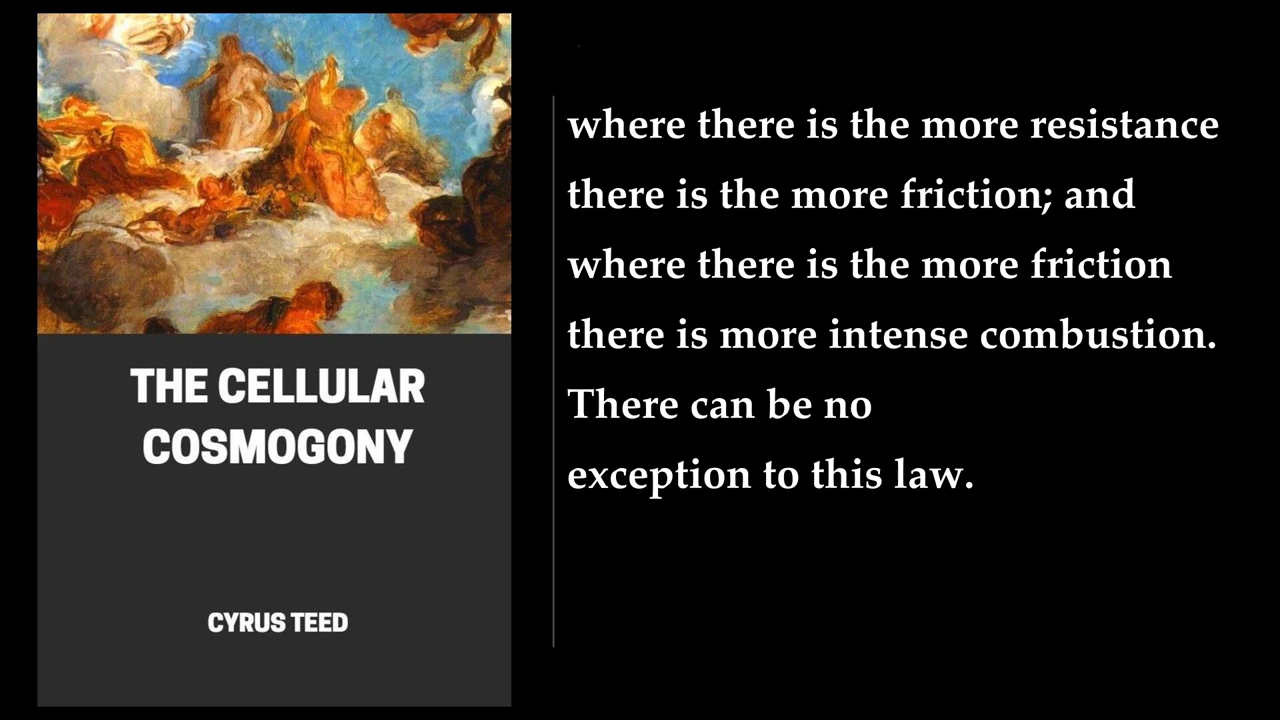 THE CELLULAR
COSMOGONY
CYRUS TEED
where there is the more resistance
there is the more friction; and
where there is the more friction
there is more intense combustion.
There can be no
exception to this law.